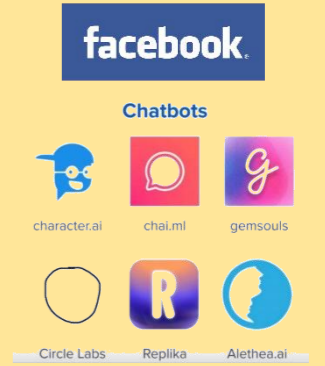 facebook
Chatbots
character.ai chai.ml gemsouls
G
R
Circle Labs Replika Alethea.ai